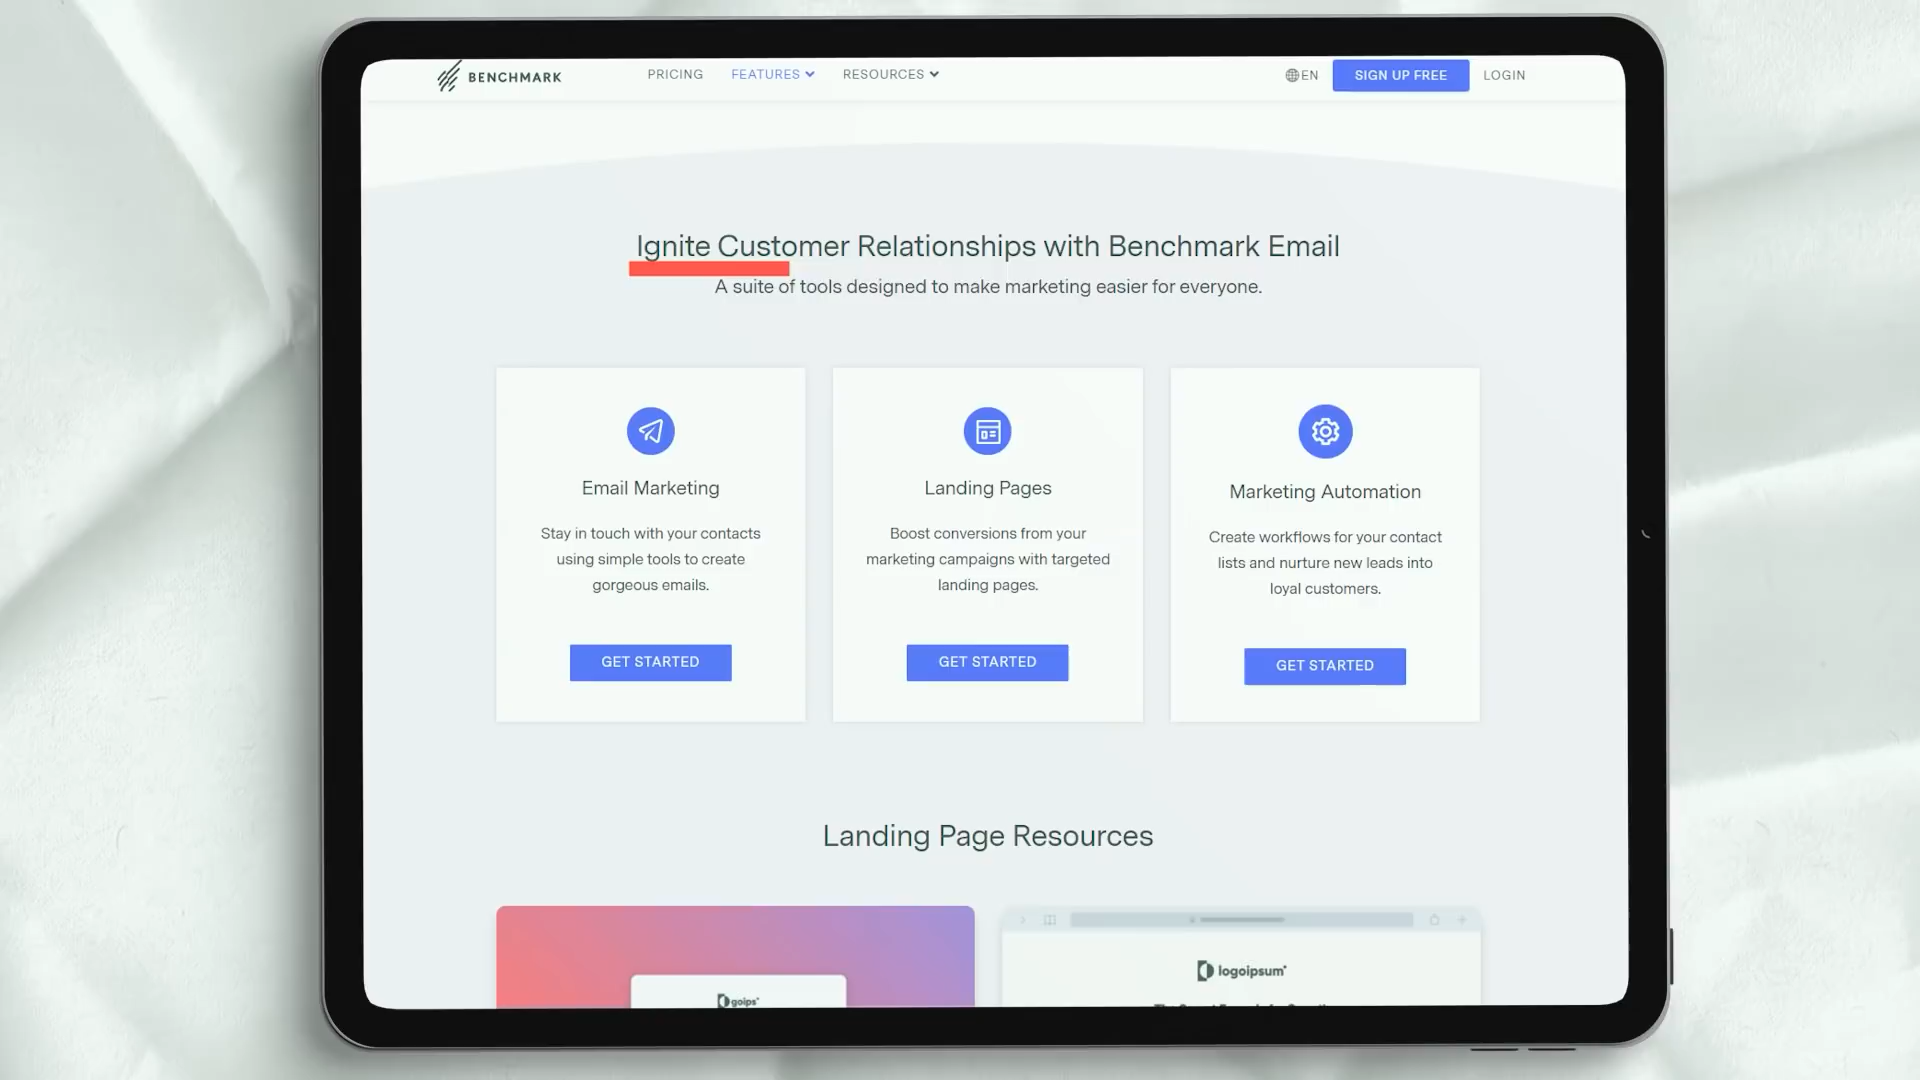 BENCHMARK
PRICING
FEATURES
RESOURCES
EN
SIGN UP FREE
LOGIN
Ignite Customer Relationships with Benchmark Email
A suite of tools designed to make marketing easier for everyone.
Email Marketing
Stay in touch with your contacts
using simple tools to create
gorgeous emails.
GET STARTED
Landing Pages
Boost conversions from your
marketing campaigns with targeted
landing pages.
GET STARTED
Marketing Automation
Create workflows for your contact
lists and nurture new leads into
loyal customers.
GET STARTED
Landing Page Resources
goips
logoipsum